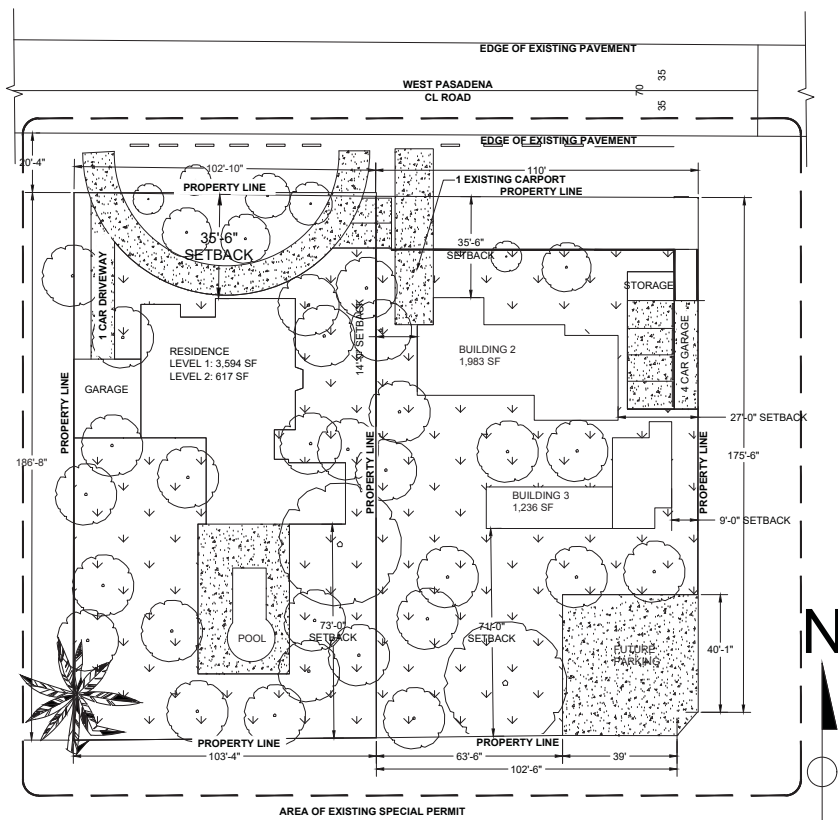 EDGE OF EXISTING PAVEMENT
WEST PASADENA
CL ROAD
70
35
35
EDGE OF EXISTING PAVEMENT
20'-4"
102'-10"
110'
1 EXISTING CARPORT
PROPERTY LINE
PROPERTY LINE
35'-6"
SETBACK
35'-6"
SETBACK
1 CAR DRIVEWAY
STORAGE
4 CAR GARAGE
RESIDENCE
LEVEL 1: 3,594 SF
LEVEL 2: 617 SF
SETBACK
BUILDING 2
1,983 SF
GARAGE
PROPERTY LINE
27'-0" SETBACK
186'-8"
PROPERTY LINE
PROPERTY LINE
175'-6"
BUILDING 3
1,236 SF
9'-0" SETBACK
POOL
73'-0"
SETBACK
71'-0"
SETBACK
FUTURE
PARKING
40'-1"
N
PROPERTY LINE
PROPERTY LINE
103'-4"
63'-6"
39'
102'-6"
AREA OF EXISTING SPECIAL PERMIT